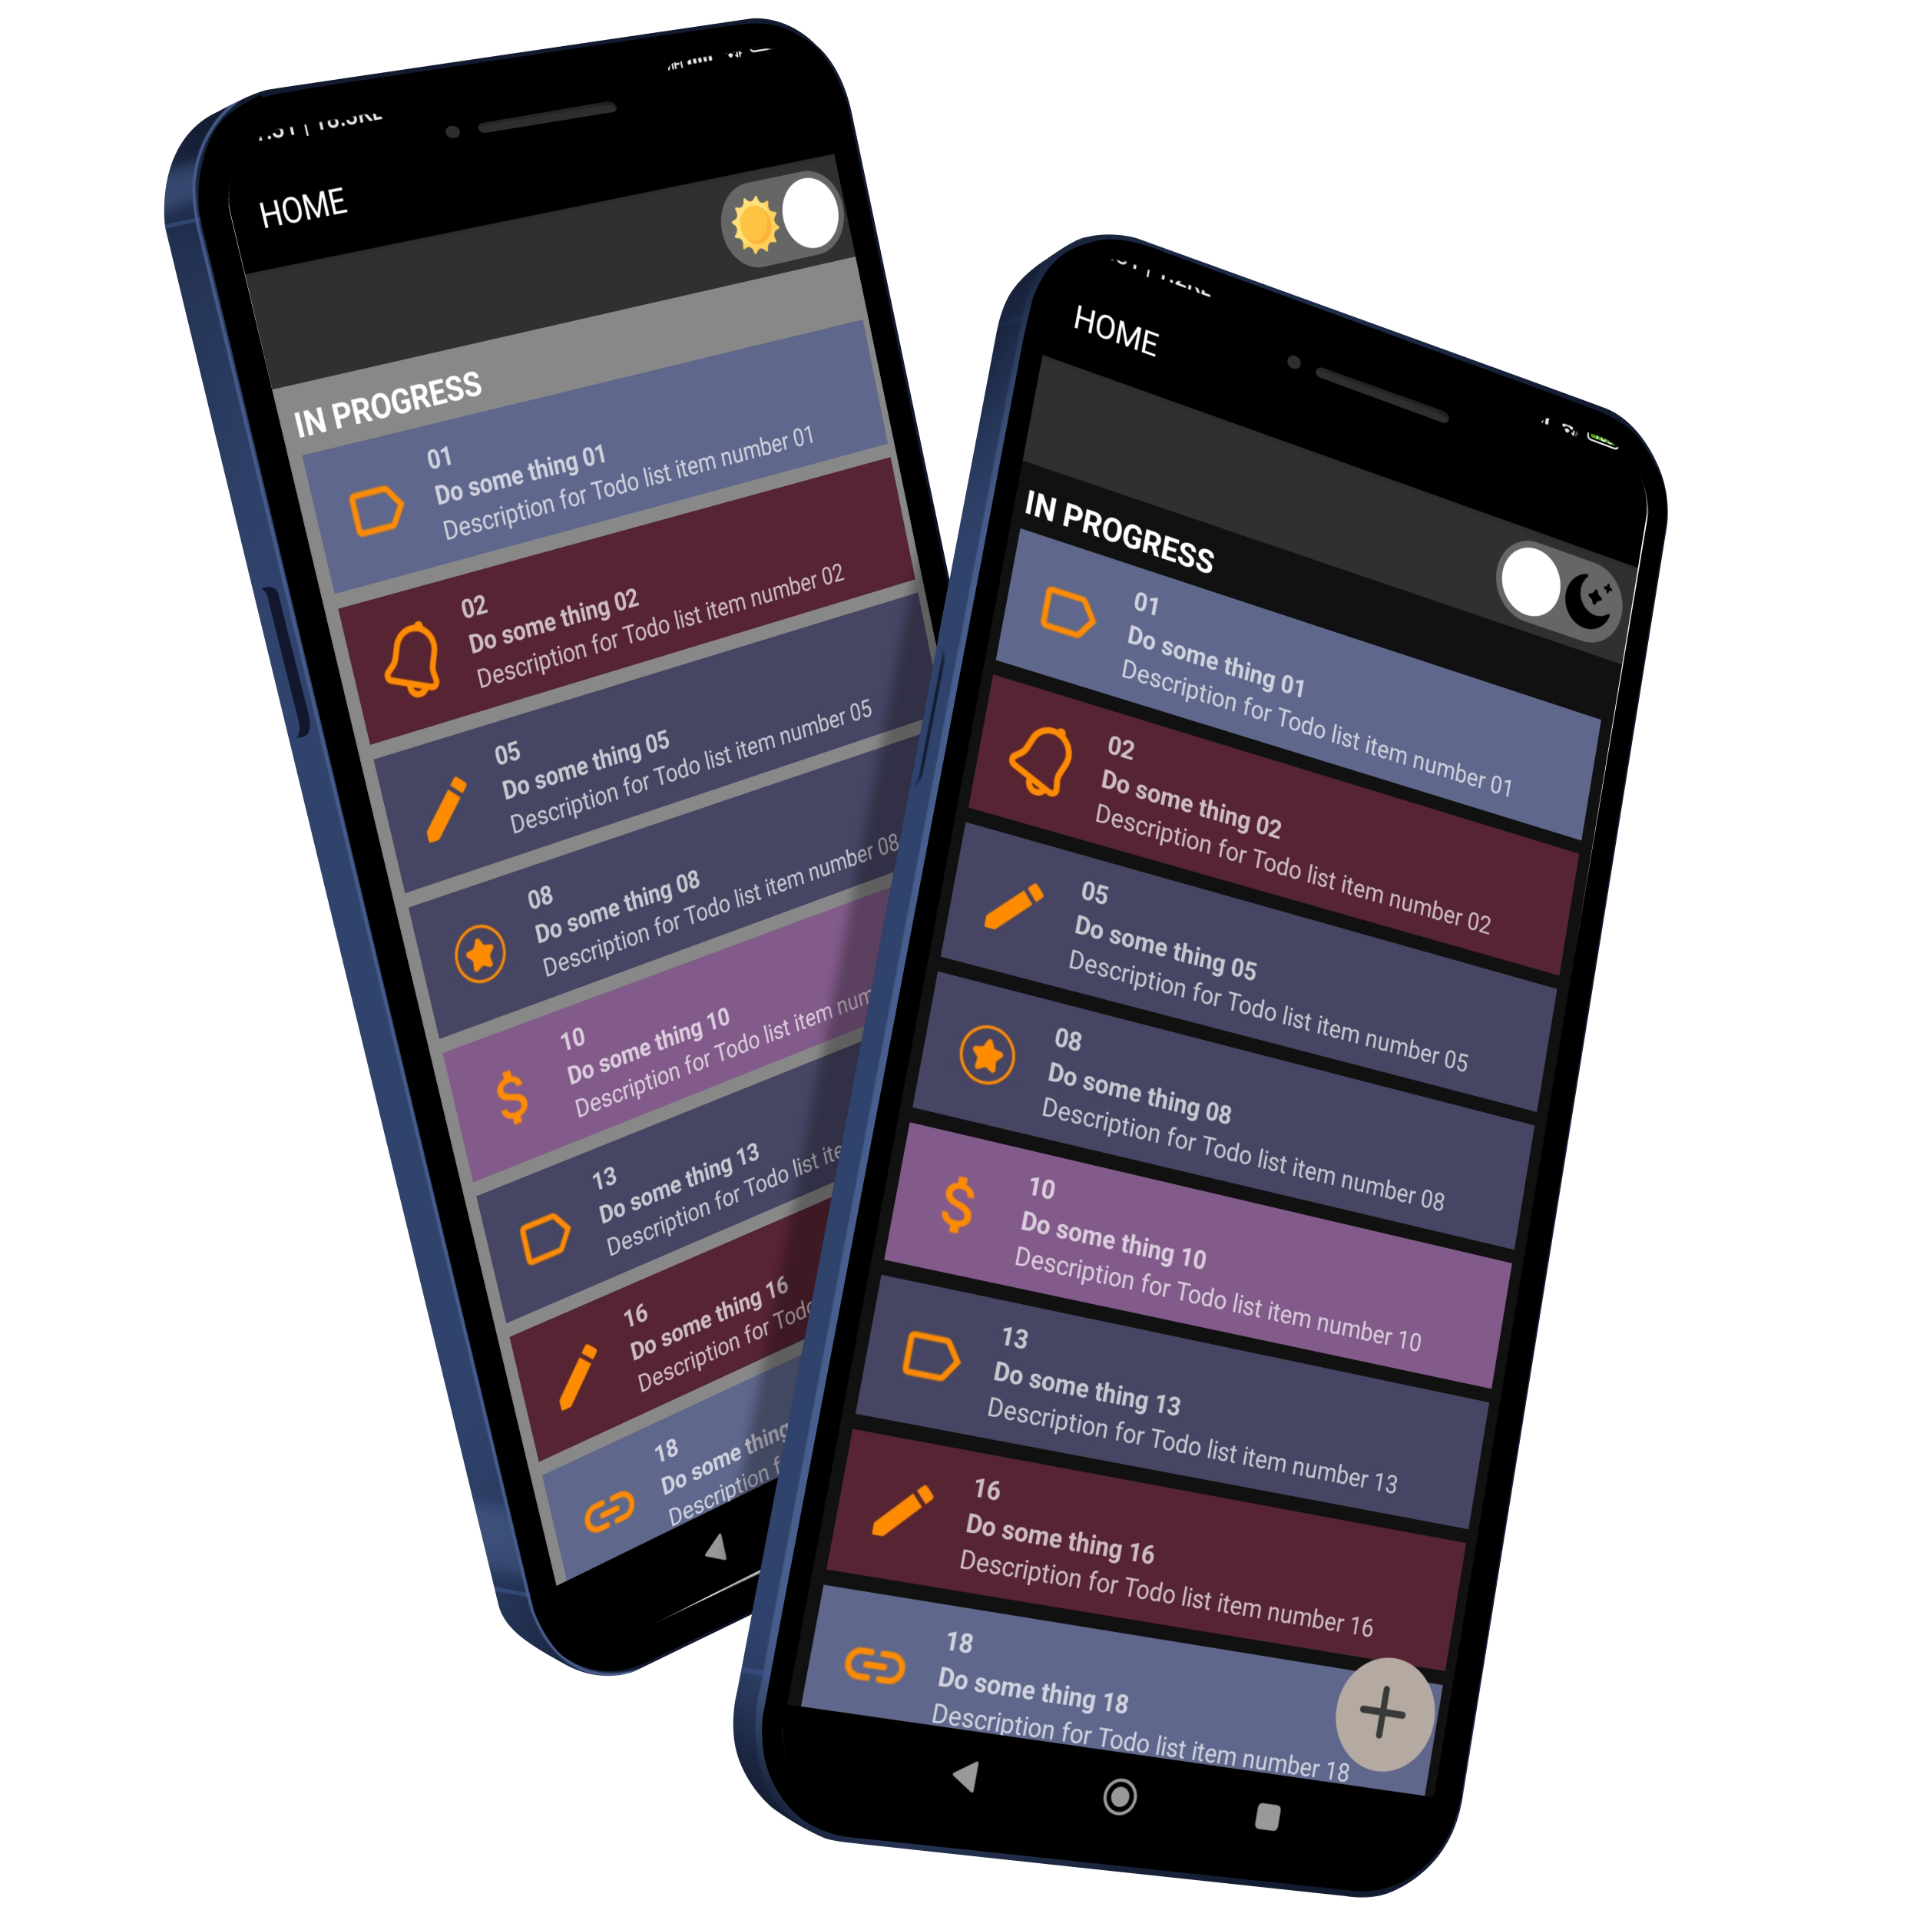 HOME
IN PROGRESS
01
Do some thing 01
Description for Todo list item number 01
02
Do some thing 02
Description for Todo list item number 02
05
Do some thing 05
Description for Todo list item number 05
08
Do some thing 08
Description for Todo list item number 08
10
Do some thing 10
Description for Todo list item
13
Do some thing 13
Description for Todo list
16
Do some thing 16
Description for
18
Do some thing
Description
HOME
IN PROGRESS
01
Do some thing 01
Description for Todo list item number 01
02
Do some thing 02
Description for Todo list item number 02
05
Do some thing 05
Description for Todo list item number 05
08
Do some thing 08
Description for Todo list item number 08
10
Do some thing 10
Description for Todo list item number 10
13
Do some thing 13
Description for Todo list item number 13
16
Do some thing 16
Description for Todo list item number 16
18
Do some thing 18
Description for Todo list item number 18